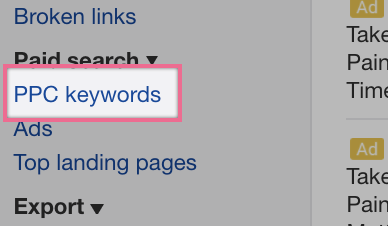 Broken links
Paid search ▼
PPC keywords
Ads
Top landing pages
Export ▼
Ad
Take
Pain
Time
Ad
Take
Pain